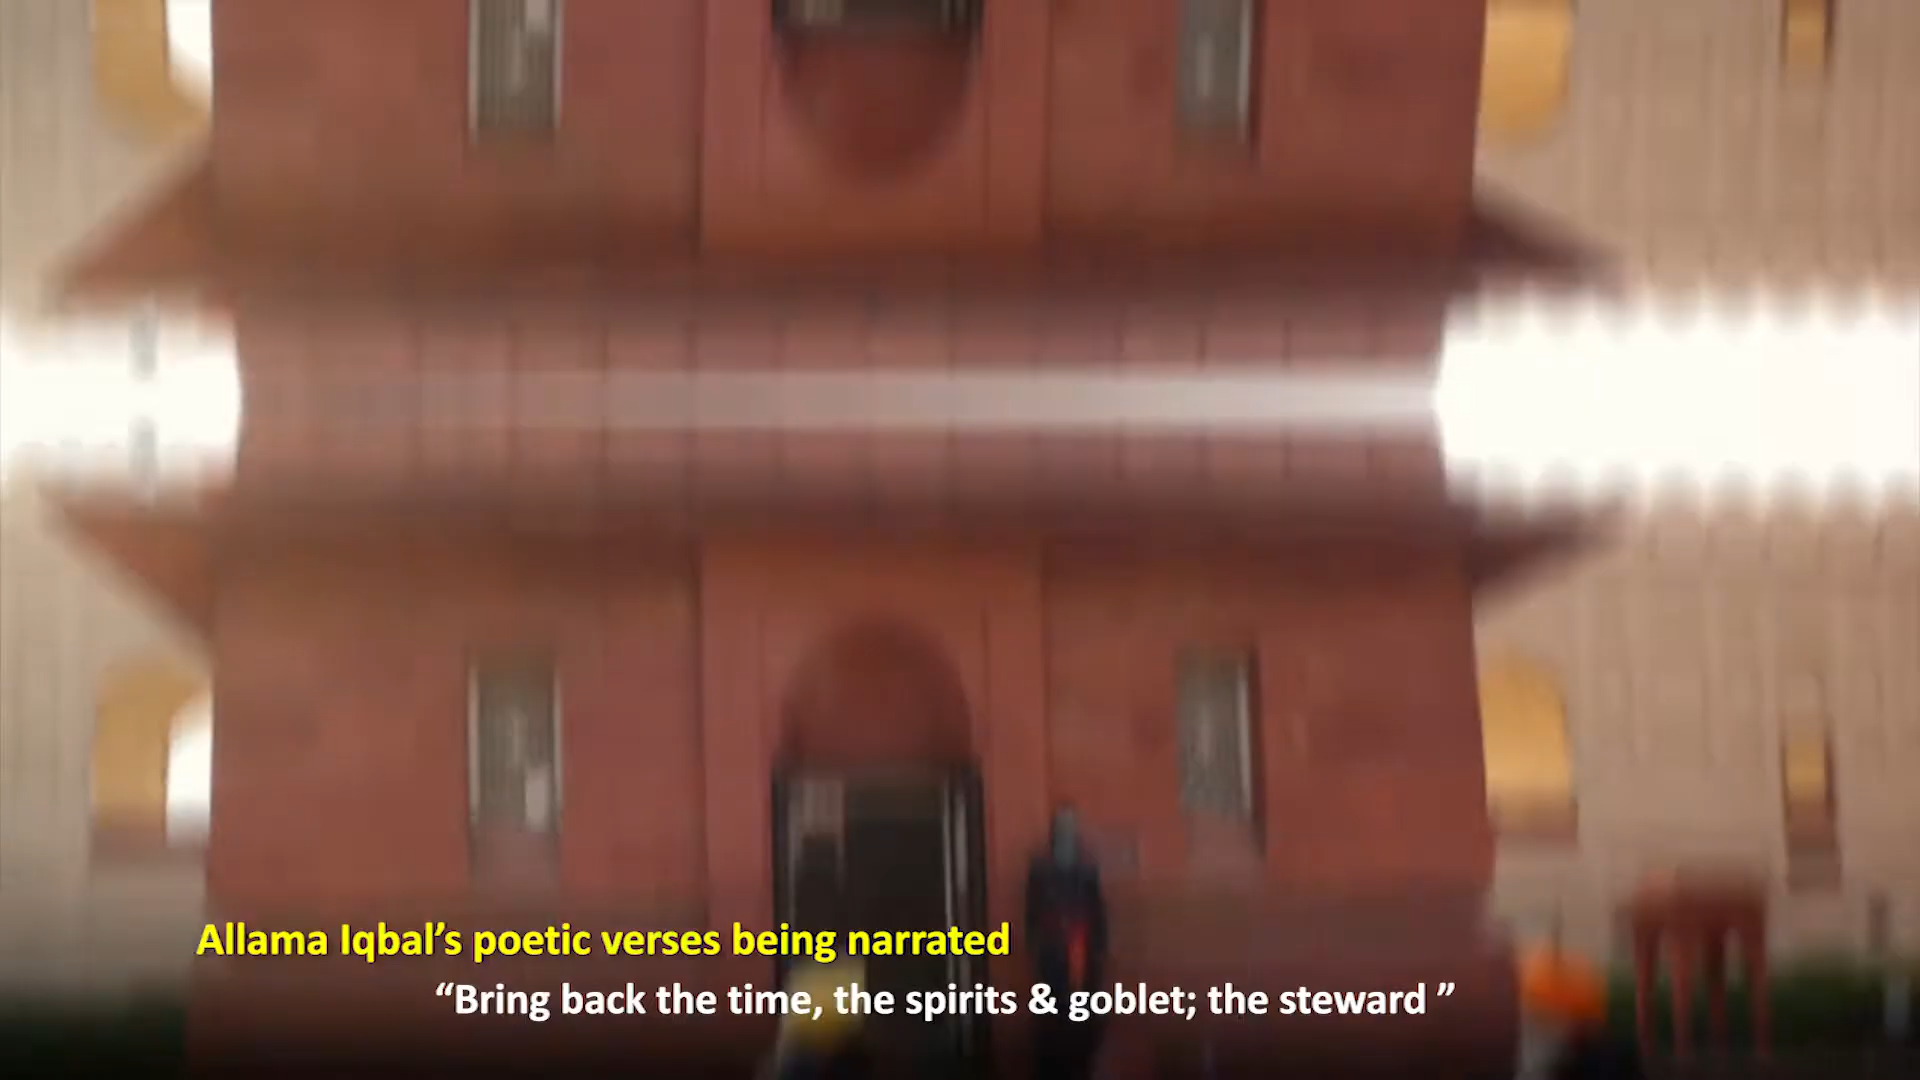 Allama Iqbal’s poetic verses being narrated
“Bring back the time, the spirits & goblet; the steward ”